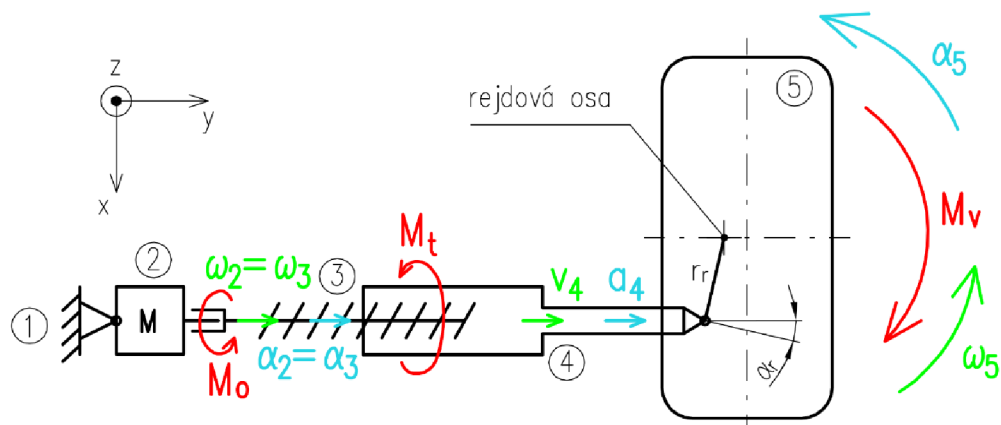 z
y
x
rejdová osa
α₅
⑤
Mᵥ
② ω₂=ω₃ ③ Mₜ
v₄ a₄ rᵣ
① M
α₂=α₃
Mₒ
④
αᵣ
ω₅